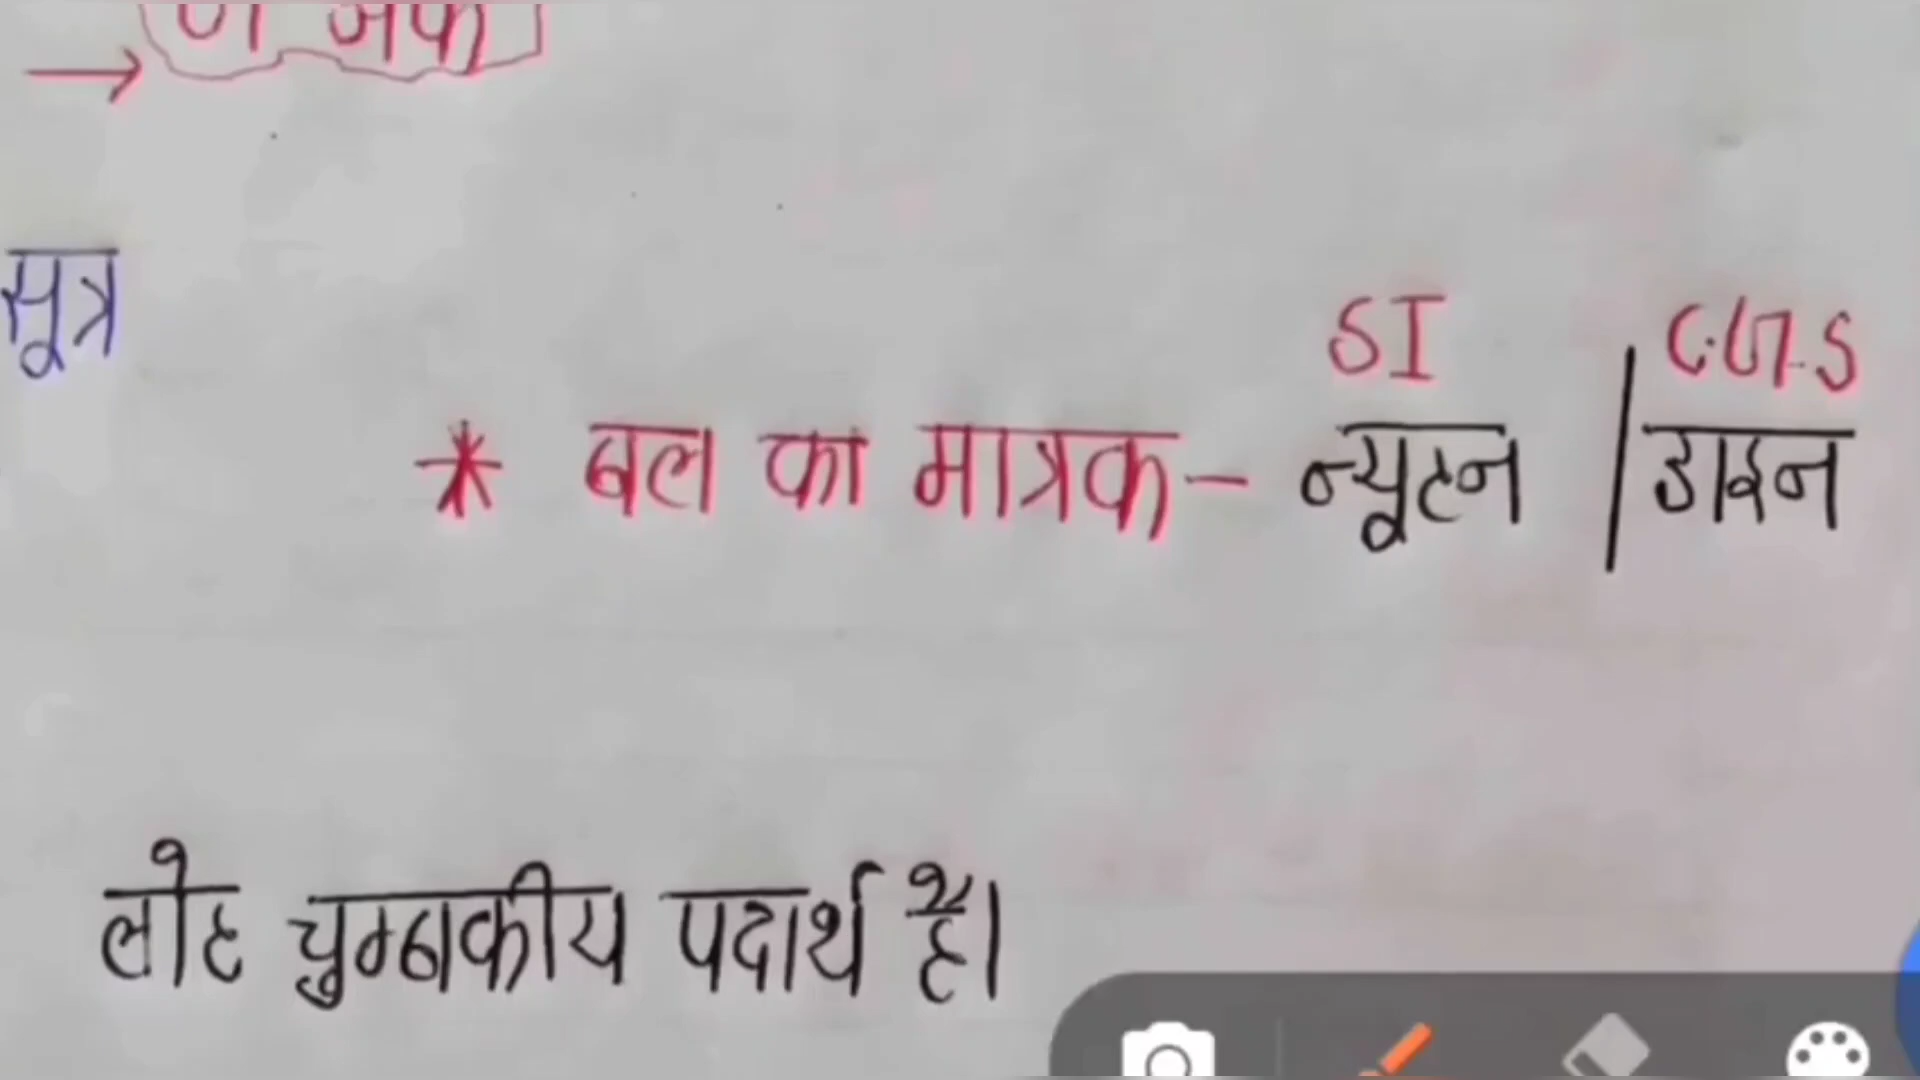 सूत्र
SI C.G.S
* बल का मात्रक - न्यूटन | डाइन
लौह चुम्बकीय पदार्थ है।